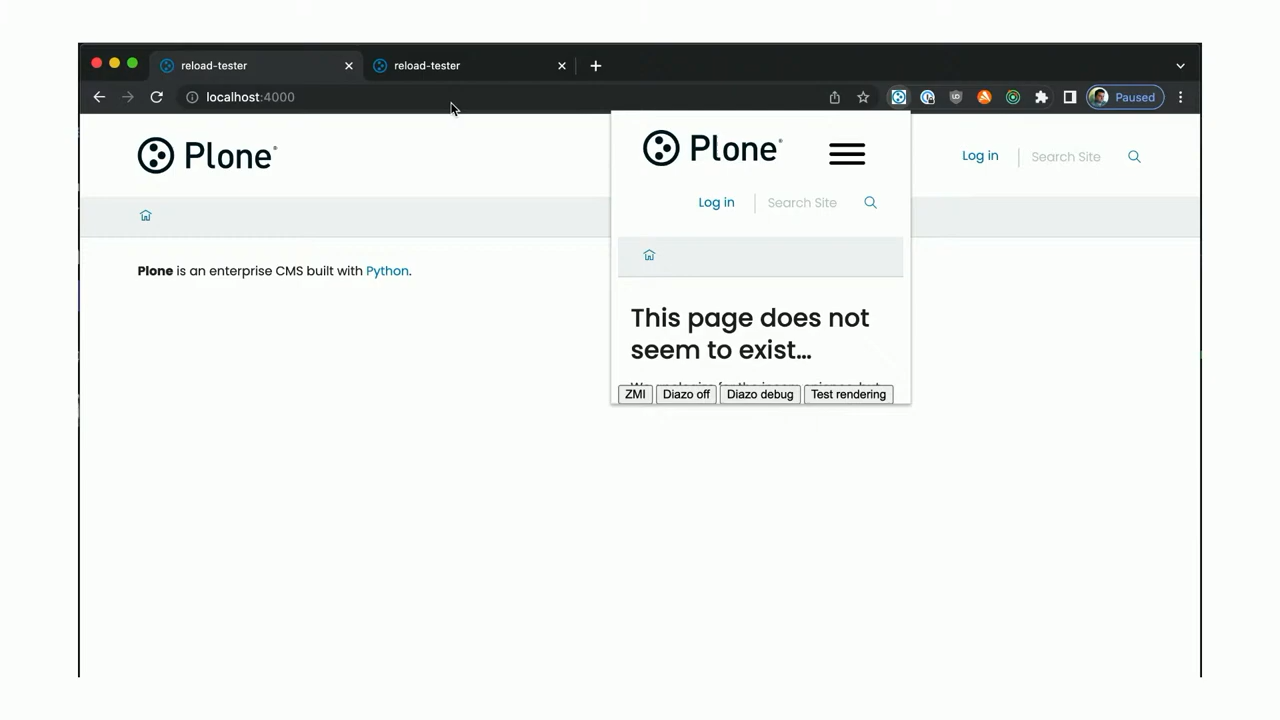 reload-tester
reload-tester
localhost:4000
Paused
Plone
Log in
Search Site
Plone is an enterprise CMS built with Python.
Plone
Log in
Search Site
This page does not
seem to exist...
ZMI
Diazo off
Diazo debug
Test rendering